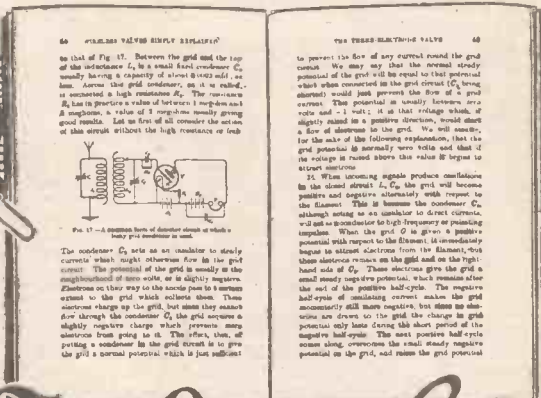 64 WIRELESS VALVES SIMPLY EXPLAINED
to that of Fig. 17. Between the grid and the top
of the inductance L, is a small fixed condenser C,
usually having a capacity of about mfd., or
less. Across this grid condenser, as it is called,
is connected a high resistance R. The resistance
R, has in practice a value of between 1 megohm and
megohms, a value of megohms usually giving
good results. Let us first of all consider the action
of this circuit without the high resistance or leak
Fig. 17 —A common form of detector circuit in which a
leaky grid condenser is used.
The condenser C, acts as an insulator to steady
currents which might otherwise flow in the grid
circuit. The potential of the grid is usually in the
neighbourhood of zero volts, or is slightly negative.
Electrons on their way to the anode pass to a certain
extent to the grid which collects them. These
electrons charge up the grid, but since they cannot
flow through the condenser C, the grid acquires a
slightly negative charge which prevents more
electrons from going to it. The effect, then, of
putting a condenser in the grid circuit is to give
the grid a normal potential which is just sufficient
THE THREE-ELECTRODE VALVE 65
to prevent the flow of any current round the grid
circuit. We may say that the normal steady
potential of the grid will be equal to that potential
which when connected in the grid circuit (C, being
shorted) would just prevent the flow of a grid
current. This potential is usually between zero
volts and – 1 volt; it is that voltage which, if
slightly raised in a positive direction, would start
a flow of electrons to the grid. We will assume,
for the sake of the following explanation, that the
grid potential is normally zero volts and that if
its voltage is raised above this value it begins to
attract electrons.
When incoming signals produce oscillations
in the closed circuit L, C, the grid will become
positive and negative alternately with respect to
the filament. This is because the condenser C,
although acting as an insulator to direct currents,
will act as a conductor to high frequency or pulsating
impulses. When the grid G is given a positive
potential with respect to the filament, it immediately
begins to attract electrons from the filament, but
these electrons remain on the grid and on the right-
hand side of C. These electrons give the grid a
small steady negative potential, which remains after
the end of the positive half-cycle. The negative
half-cycle of oscillating current makes the grid
momentarily still more negative, but since no elec-
trons are drawn to the grid the change in grid
potential only lasts during the short period of the
negative half-cycle. The next positive half-cycle
comes along, overcomes the small steady negative
potential on the grid, and raises the grid potential